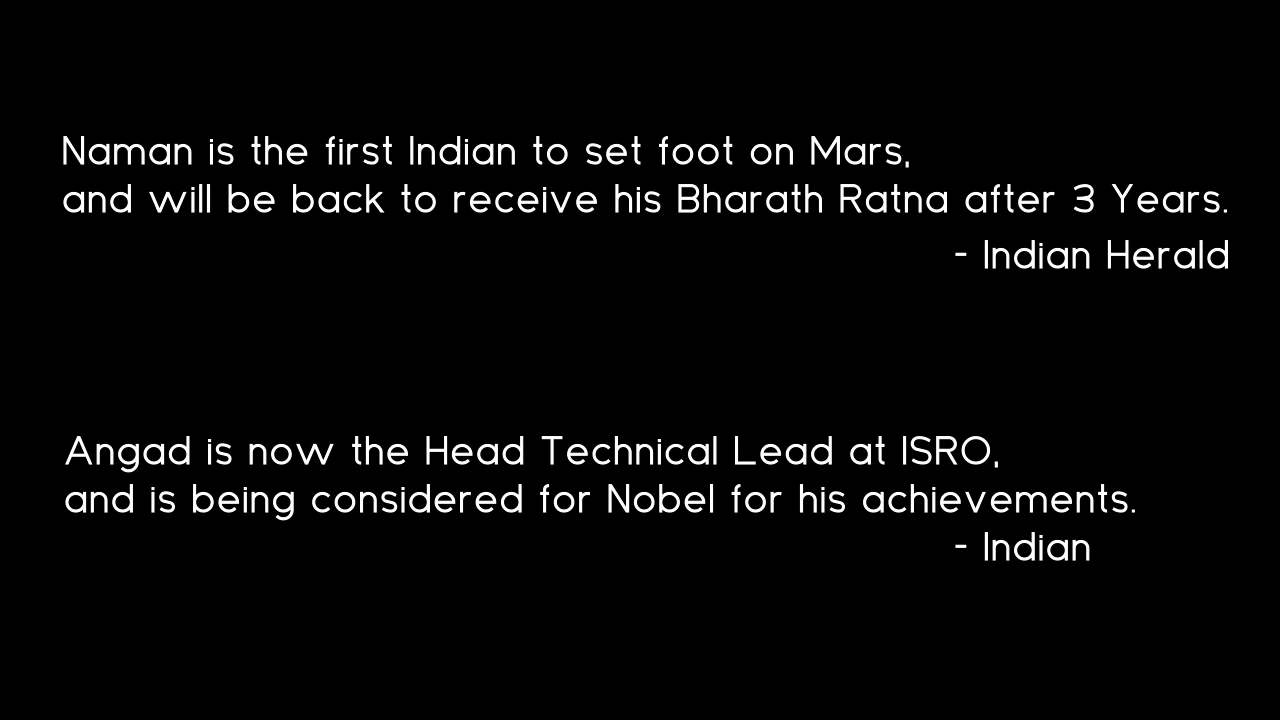 Naman is the first Indian to set foot on Mars,
and will be back to receive his Bharath Ratna after 3 Years.
- Indian Herald
Angad is now the Head Technical Lead at ISRO,
and is being considered for Nobel for his achievements.
- Indian